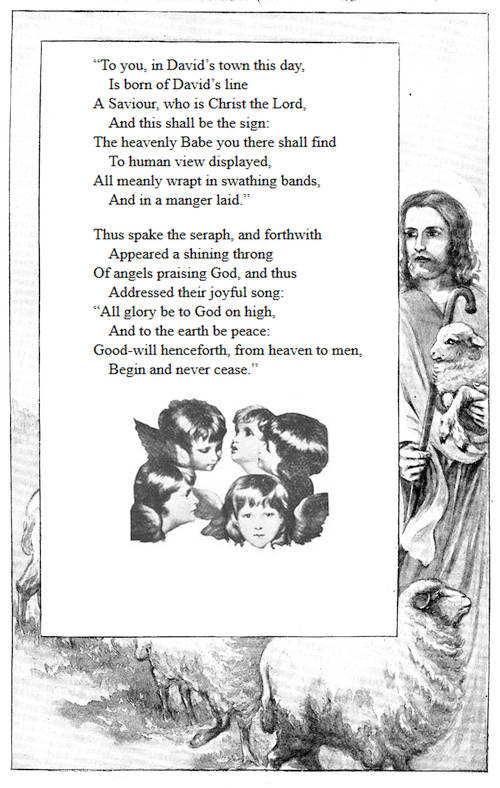 “To you, in David’s town this day,
Is born of David’s line
A Saviour, who is Christ the Lord,
And this shall be the sign:
The heavenly Babe you there shall find
To human view displayed,
All meanly wrapt in swathing bands,
And in a manger laid.”
Thus spake the seraph, and forthwith
Appeared a shining throng
Of angels praising God, and thus
Addressed their joyful song:
“All glory be to God on high,
And to the earth be peace:
Good-will henceforth, from heaven to men,
Begin and never cease.”